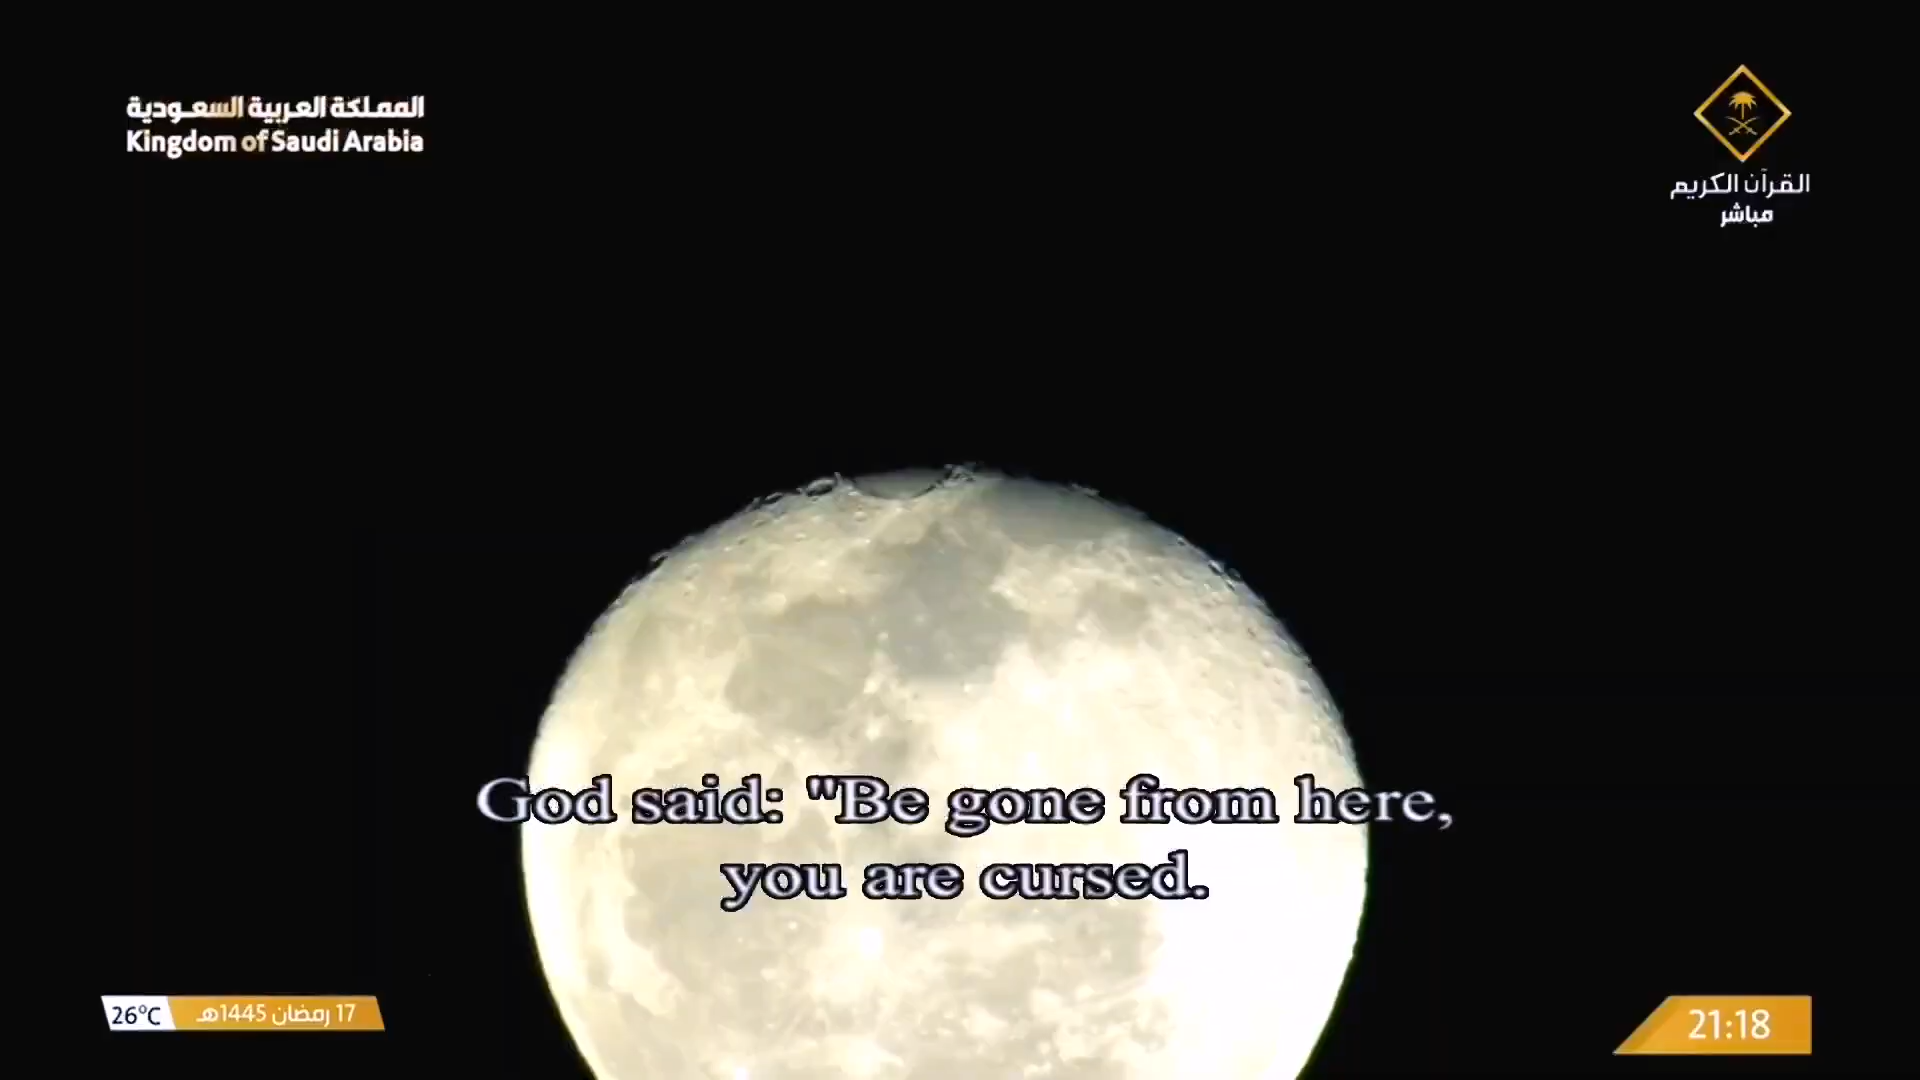 المملكة العربية السعودية
Kingdom of Saudi Arabia
القرآن الكريم
مباشر
God said: "Be gone from here,
you are cursed.
26°C
17 رمضان 1445هـ
21:18